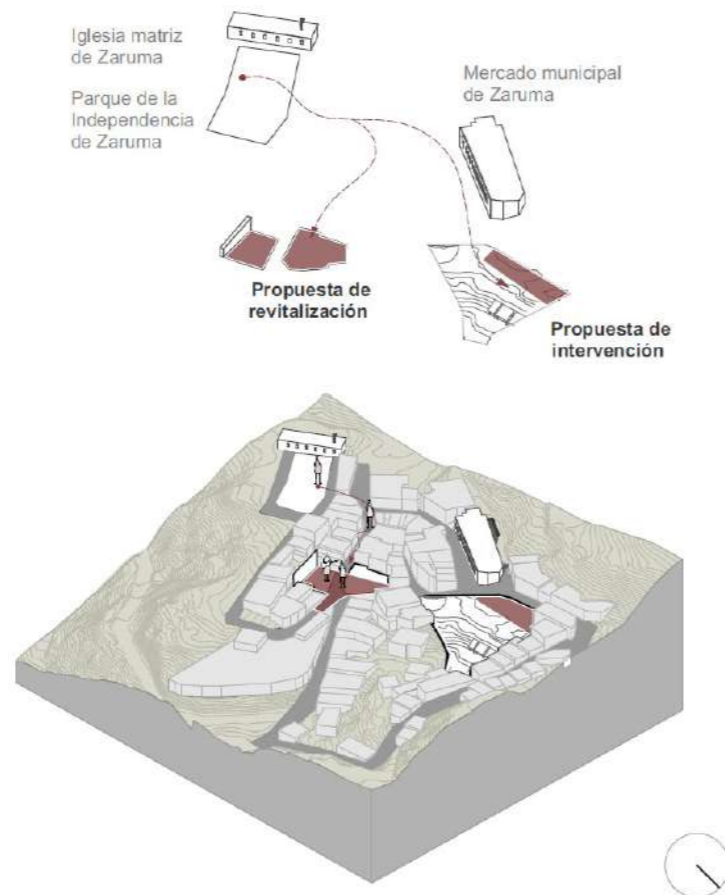 Iglesia matriz
de Zaruma
Parque de la
Independencia
de Zaruma
Mercado municipal
de Zaruma
Propuesta de
revitalización
Propuesta de
intervención